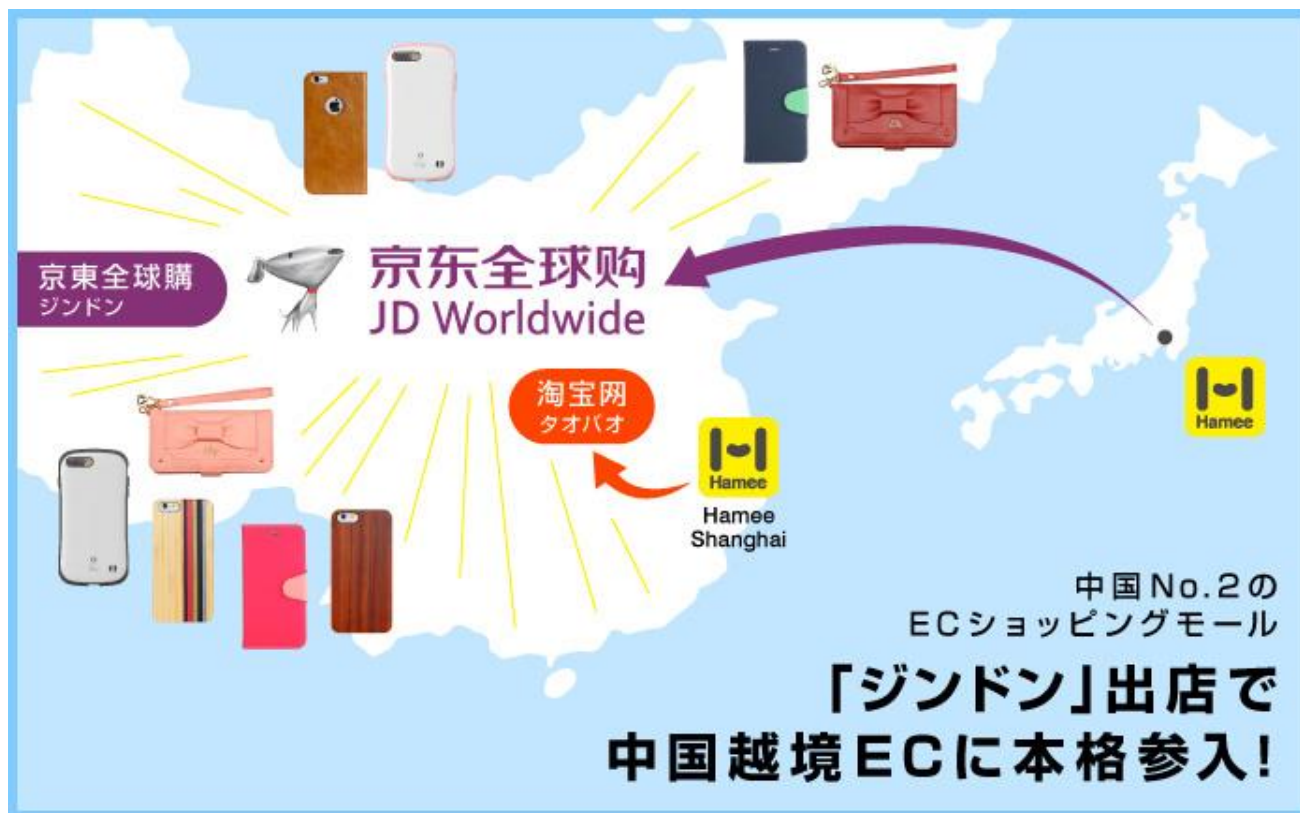 京東全球購
ジンドン
京东全球购
JD Worldwide
淘宝网
タオバオ
Hamee
Hamee
Shanghai
Hamee
中国No.2の
ECショッピングモール
「ジンドン」出店で
中国越境ECに本格参入!